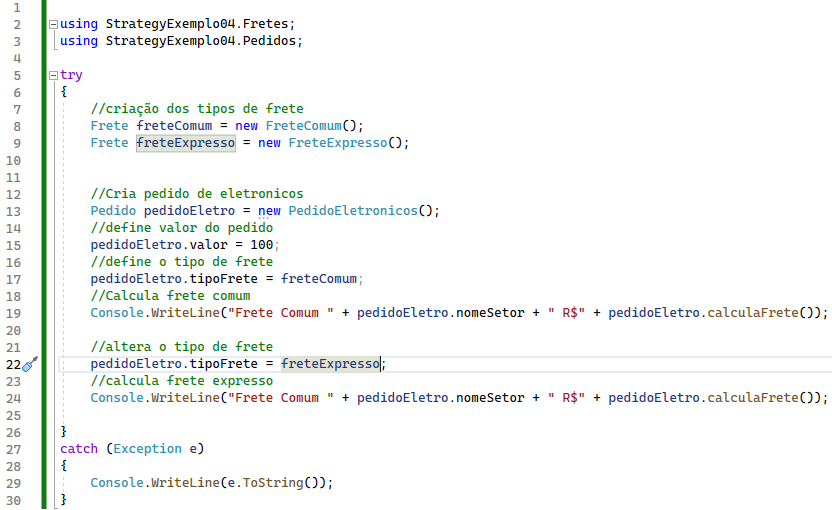 1
2 using StrategyExemplo04.Fretes;
3 using StrategyExemplo04.Pedidos;
4
5 try
6 {
7 //criação dos tipos de frete
8 Frete freteComum = new FreteComum();
9 Frete freteExpresso = new FreteExpresso();
10
11
12 //Cria pedido de eletronicos
13 Pedido pedidoEletro = new PedidoEletronicos();
14 //define valor do pedido
15 pedidoEletro.valor = 100;
16 //define o tipo de frete
17 pedidoEletro.tipoFrete = freteComum;
18 //Calcula frete comum
19 Console.WriteLine("Frete Comum " + pedidoEletro.nomeSetor + " R$" + pedidoEletro.calculaFrete());
20
21 //altera o tipo de frete
22 pedidoEletro.tipoFrete = freteExpresso;
23 //calcula frete expresso
24 Console.WriteLine("Frete Comum " + pedidoEletro.nomeSetor + " R$" + pedidoEletro.calculaFrete());
25
26 }
27 catch (Exception e)
28 {
29 Console.WriteLine(e.ToString());
30 }